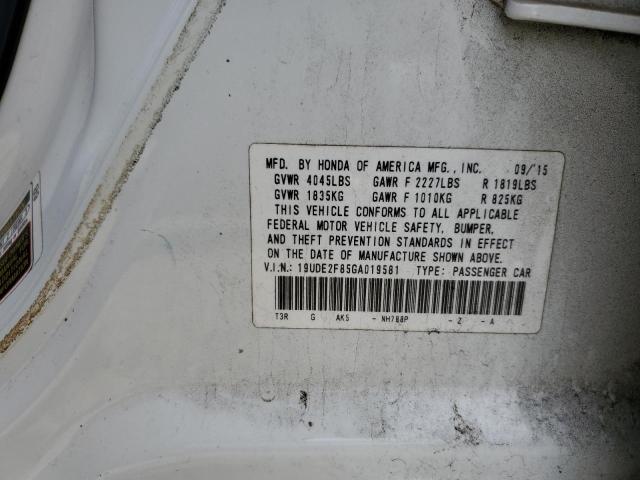 MFD. BY HONDA OF AMERICA MFG., INC. 09/'15
GVWR 4045LBS GAWR F 2227LBS R 1819LBS
GVWR 1835KG GAWR F 1010KG R 825KG
THIS VEHICLE CONFORMS TO ALL APPLICABLE
FEDERAL MOTOR VEHICLE SAFETY, BUMPER,
AND THEFT PREVENTION STANDARDS IN EFFECT
ON THE DATE OF MANUFACTURE SHOWN ABOVE.
V.I.N.: 19UDE2F85GA019581 TYPE: PASSENGER CAR
T3R G AK5 - NH788P - Z - A